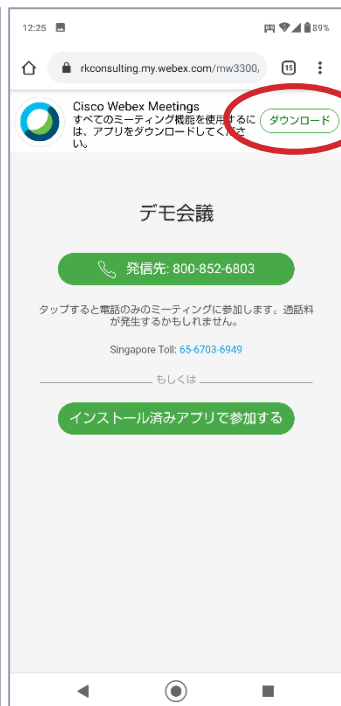 12:25 89%
rkconsulting.my.webex.com/mw3300, 15
Cisco Webex Meetings
すべてのミーティング機能を使用するに
は、アプリをダウンロードしてくださ
い。
ダウンロード
デモ会議
発信先: 800-852-6803
タップすると電話のみのミーティングに参加します。通話料
が発生するかもしれません。
Singapore Toll: 65-6703-6949
もしくは
インストール済みアプリで参加する